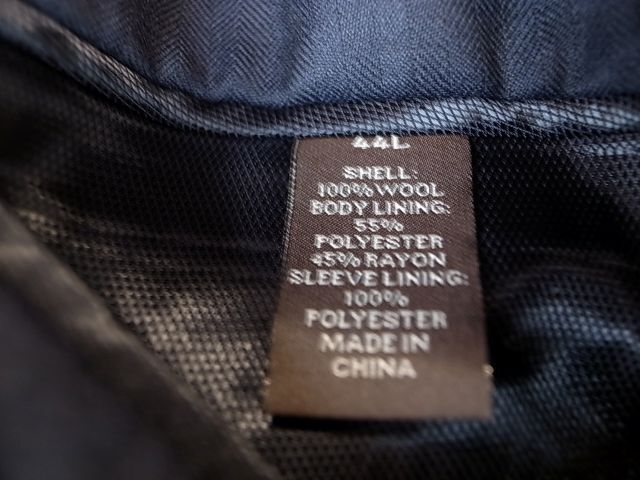 44L
SHELL:
100% WOOL
BODY LINING:
55%
POLYESTER
45% RAYON
SLEEVE LINING:
100%
POLYESTER
MADE IN
CHINA